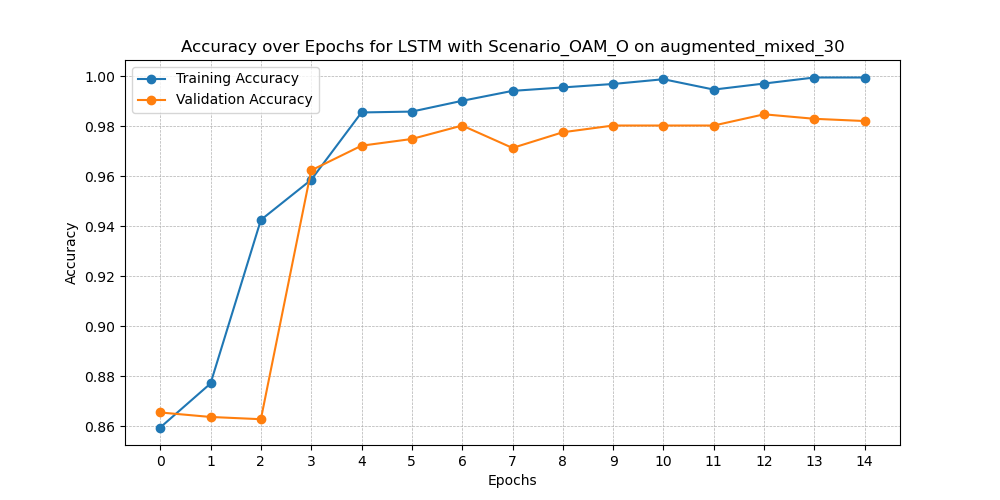 Accuracy over Epochs for LSTM with Scenario_OAM_O on augmented_mixed_30
Training Accuracy
Validation Accuracy
1.00
0.98
0.96
0.94
0.92
0.90
0.88
0.86
Accuracy
0 1 2 3 4 5 6 7 8 9 10 11 12 13 14
Epochs